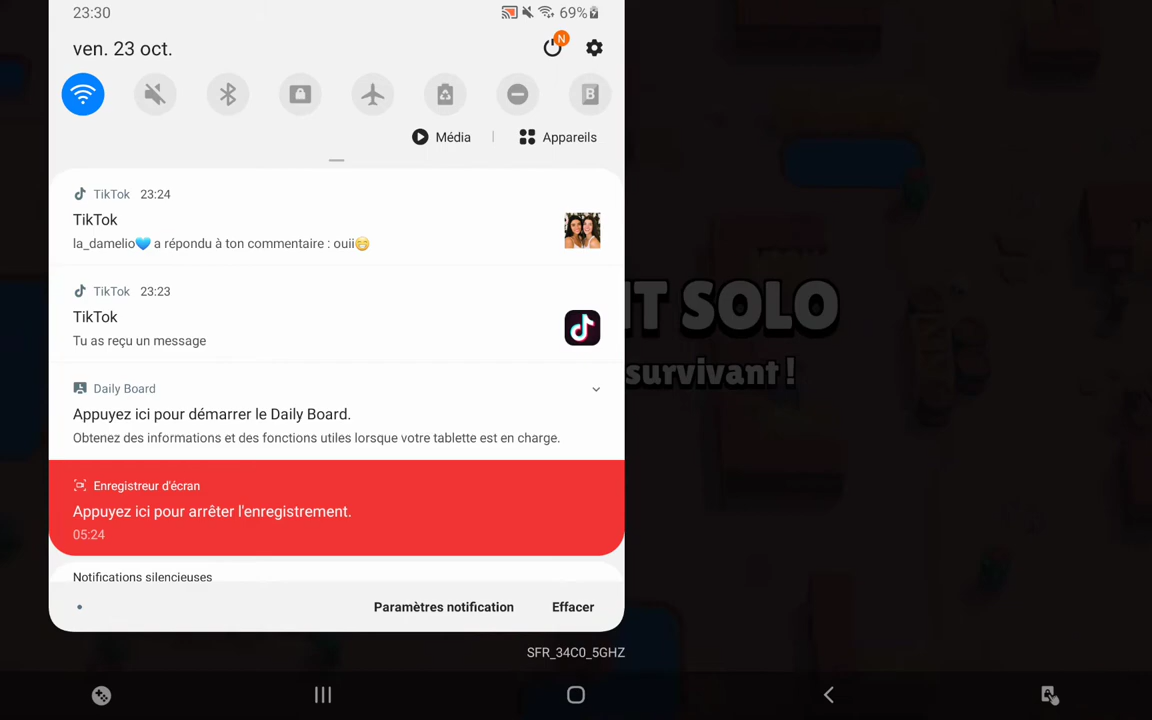 23:30
69%
ven. 23 oct.
N
B
Média
Appareils
TikTok 23:24
TikTok
la_damelio💙 a répondu à ton commentaire : ouii😁
TikTok 23:23
TikTok
Tu as reçu un message
Daily Board
Appuyez ici pour démarrer le Daily Board.
Obtenez des informations et des fonctions utiles lorsque votre tablette est en charge.
Enregistreur d'écran
Appuyez ici pour arrêter l'enregistrement.
05:24
Notifications silencieuses
Paramètres notification
Effacer
SOLO
survivant !
SFR_34C0_5GHZ